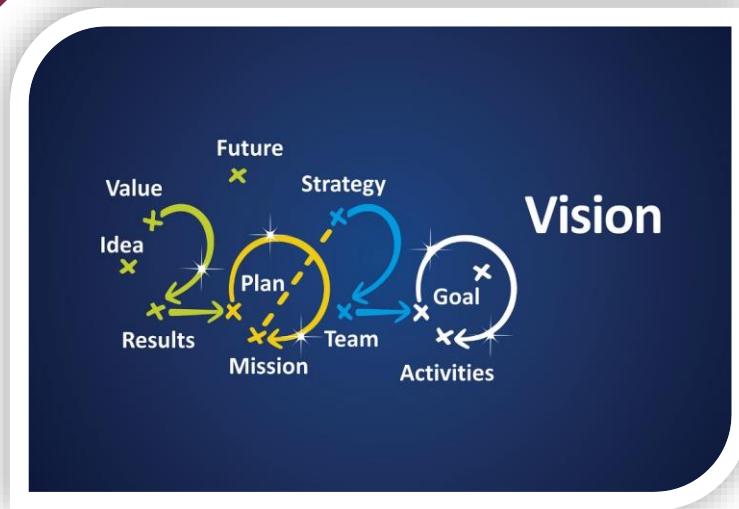 Future
Value
Strategy
Vision
Idea
Plan
Goal
Results
Team
Mission
Activities